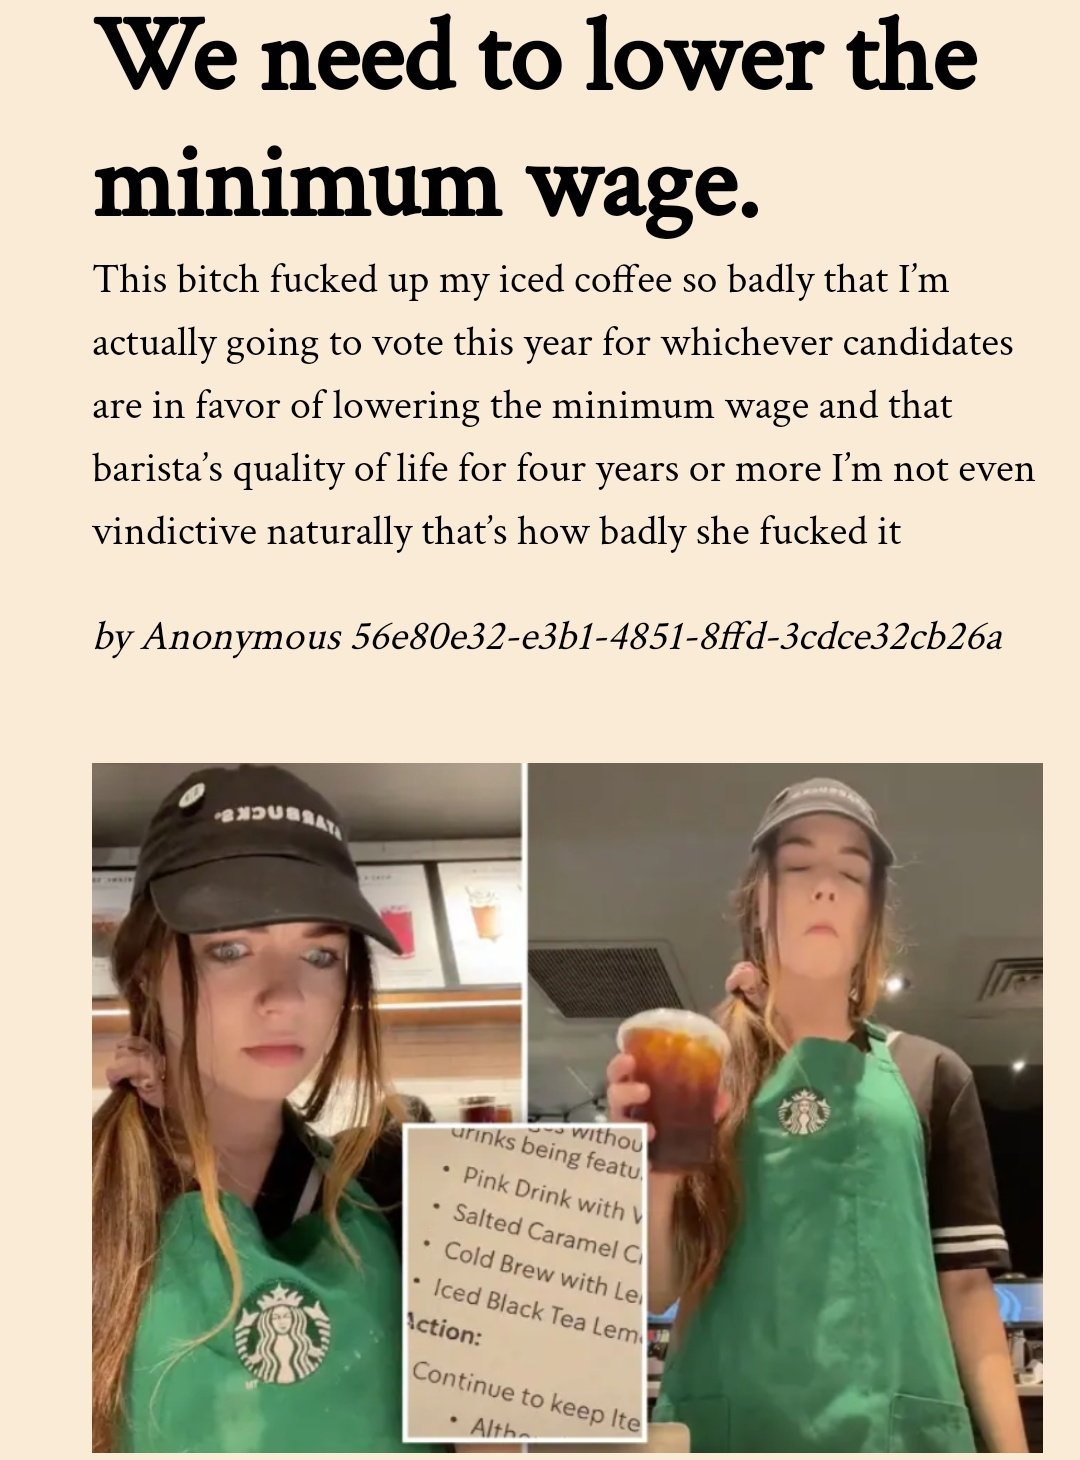 We need to lower the
minimum wage.
This bitch fucked up my iced coffee so badly that I’m
actually going to vote this year for whichever candidates
are in favor of lowering the minimum wage and that
barista’s quality of life for four years or more I’m not even
vindictive naturally that’s how badly she fucked it
by Anonymous 56e80e32-e3b1-4851-8ffd-3cdce32cb26a
STARBUCKS
drinks being featu
Pink Drink with
Salted Caramel
Cold Brew with
Iced Black Tea
Action:
Continue to keep